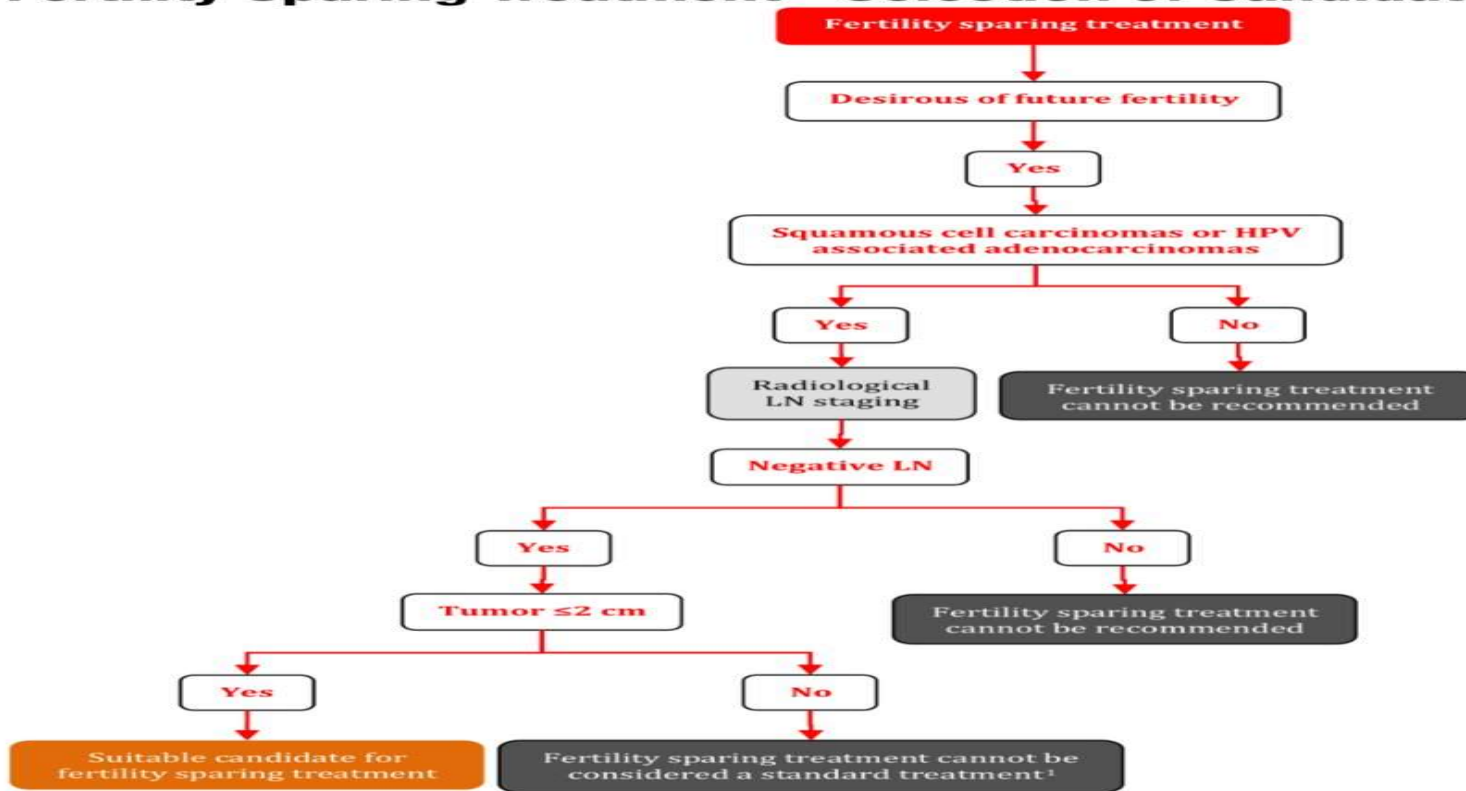 Fertility sparing treatment
Desirous of future fertility
Yes
Squamous cell carcinomas or HPV
associated adenocarcinomas
Yes
No
Radiological
LN staging
Fertility sparing treatment
cannot be recommended
Negative LN
Yes
No
Tumor ≤2 cm
Fertility sparing treatment
cannot be recommended
Yes
No
Suitable candidate for
fertility sparing treatment
Fertility sparing treatment cannot be
considered a standard treatment¹